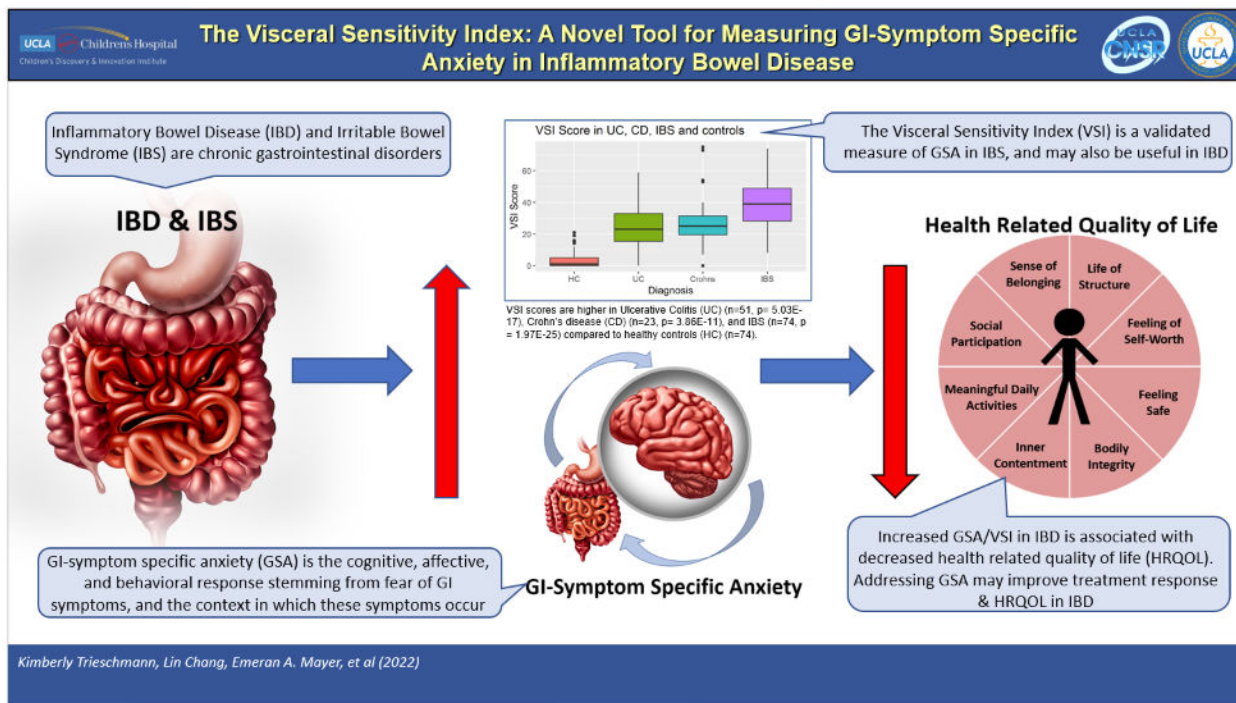 UCLA Children's Hospital
Children's Discovery & Innovation Institute
The Visceral Sensitivity Index: A Novel Tool for Measuring GI-Symptom Specific
Anxiety in Inflammatory Bowel Disease
UCLA
CNSR
UCLA
Inflammatory Bowel Disease (IBD) and Irritable Bowel
Syndrome (IBS) are chronic gastrointestinal disorders
IBD & IBS
VSI Score in UC, CD, IBS and controls
VSI Score
60
40
20
0
HC
UC
Crohns
IBS
Diagnosis
VSI scores are higher in Ulcerative Colitis (UC) (n=51, p= 5.03E-
17), Crohn's disease (CD) (n=23, p= 3.86E-11), and IBS (n=74, p
= 1.97E-25) compared to healthy controls (HC) (n=74).
The Visceral Sensitivity Index (VSI) is a validated
measure of GSA in IBS, and may also be useful in IBD
Health Related Quality of Life
Sense of
Belonging
Life of
Structure
Social
Participation
Feeling of
Self-Worth
Meaningful Daily
Activities
Feeling
Safe
Inner
Contentment
Bodily
Integrity
GI-symptom specific anxiety (GSA) is the cognitive, affective,
and behavioral response stemming from fear of GI
symptoms, and the context in which these symptoms occur
GI-Symptom Specific Anxiety
Increased GSA/VSI in IBD is associated with
decreased health related quality of life (HRQOL).
Addressing GSA may improve treatment response
& HRQOL in IBD
Kimberly Trieschmann, Lin Chang, Emeran A. Mayer, et al (2022)